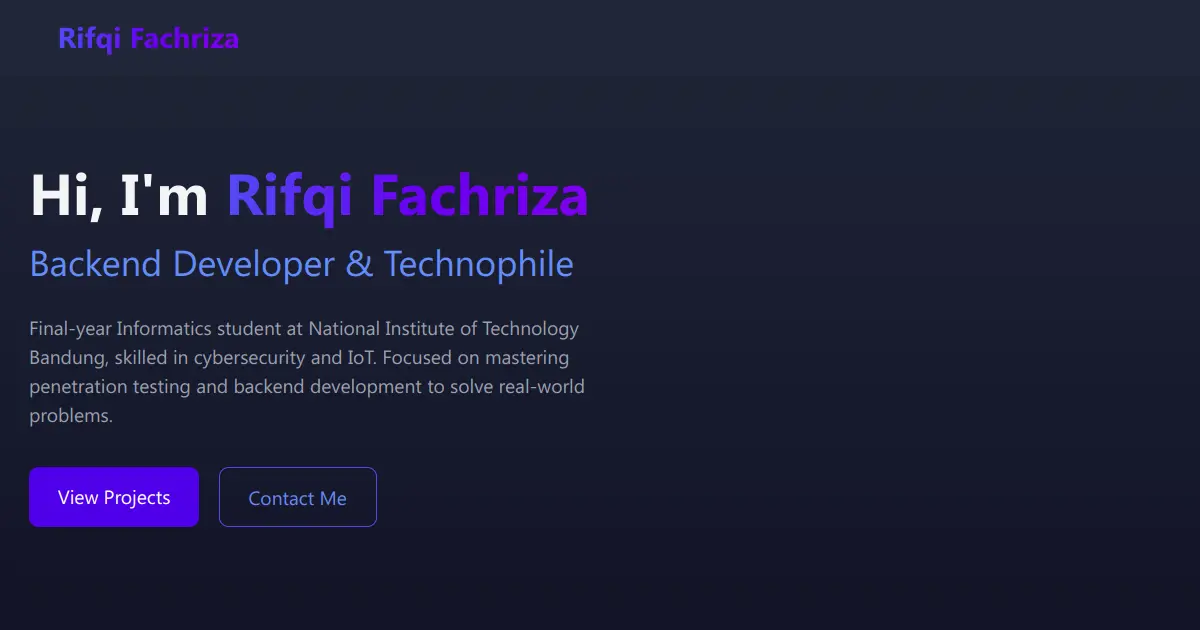 Rifqi Fachriza
Hi, I'm Rifqi Fachriza
Backend Developer & Technophile
Final-year Informatics student at National Institute of Technology
Bandung, skilled in cybersecurity and IoT. Focused on mastering
penetration testing and backend development to solve real-world
problems.
View Projects
Contact Me